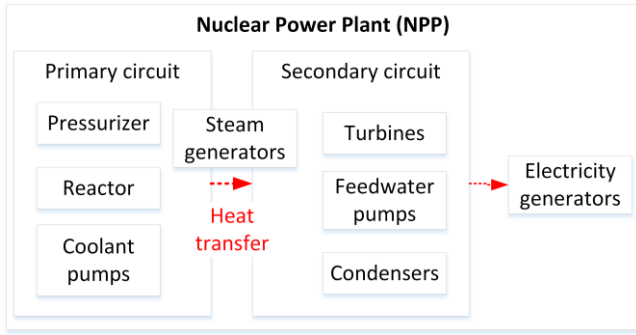 Nuclear Power Plant (NPP)
Primary circuit
Pressurizer
Reactor
Coolant
pumps
Steam
generators
Heat
transfer
Secondary circuit
Turbines
Feedwater
pumps
Condensers
Electricity
generators